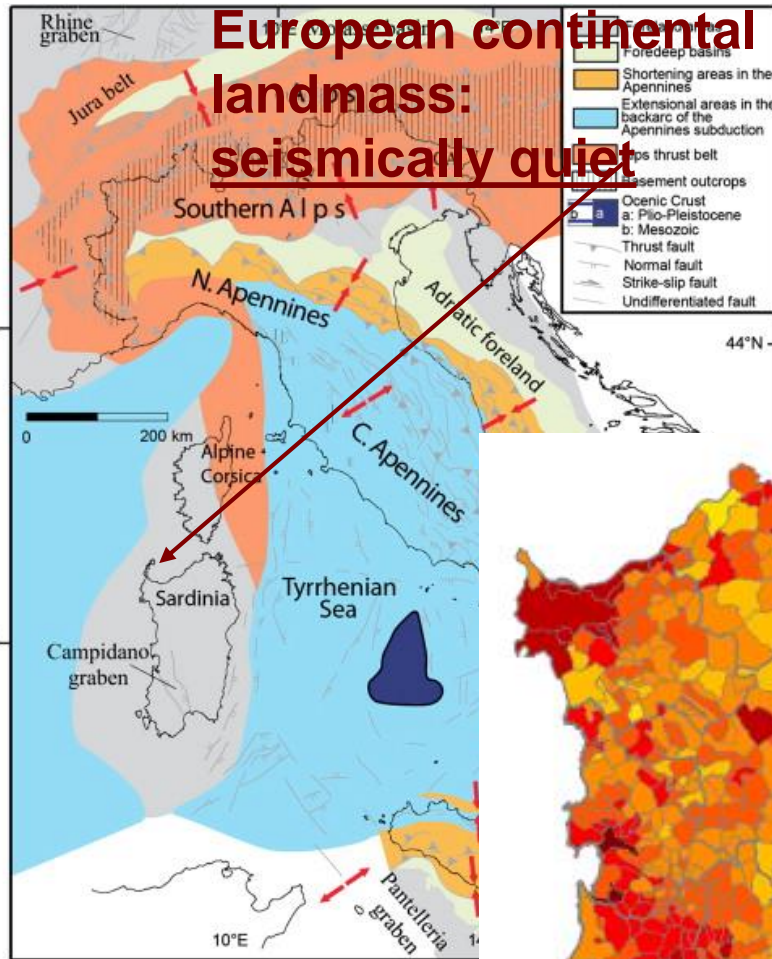 European continental
landmass:
seismically quiet
Rhine
graben
Jura belt
Southern Alps
N. Apennines
Adriatic foreland
C. Apennines
44°N
0 200 km
Alpine
Corsica
Sardinia
Tyrrhenian
Sea
Campidano
graben
Pantelleria
graben
10°E
Foredeep basins
Shortening areas in the
Apennines
Extensional areas in the
backarc of the
Apennines subduction
thrust belt
Basement outcrops
b a
Ocenic Crust
a: Plio-Pleistocene
b: Mesozoic
Thrust fault
Normal fault
Strike-slip fault
Undifferentiated fault